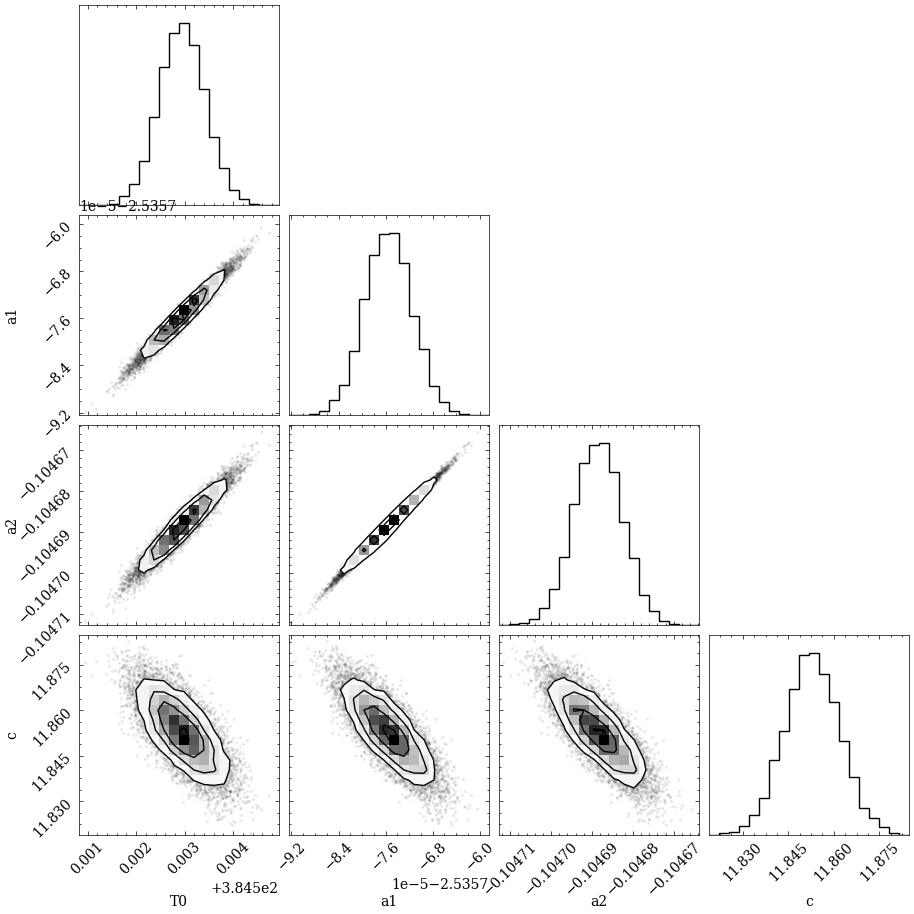 1e−5−2.5357
−6.0
−6.8
−7.6
−8.4
−9.2
a1
−0.10467
−0.10468
−0.10469
−0.10470
−0.10471
a2
11.875
11.860
11.845
11.830
c
0.001 0.002 0.003 0.004
+3.845e2
T0
−9.2 −8.4 −7.6 −6.8 −6.0
1e−5−2.5357
a1
−0.10471 −0.10470 −0.10469 −0.10468 −0.10467
a2
11.830 11.845 11.860 11.875
c